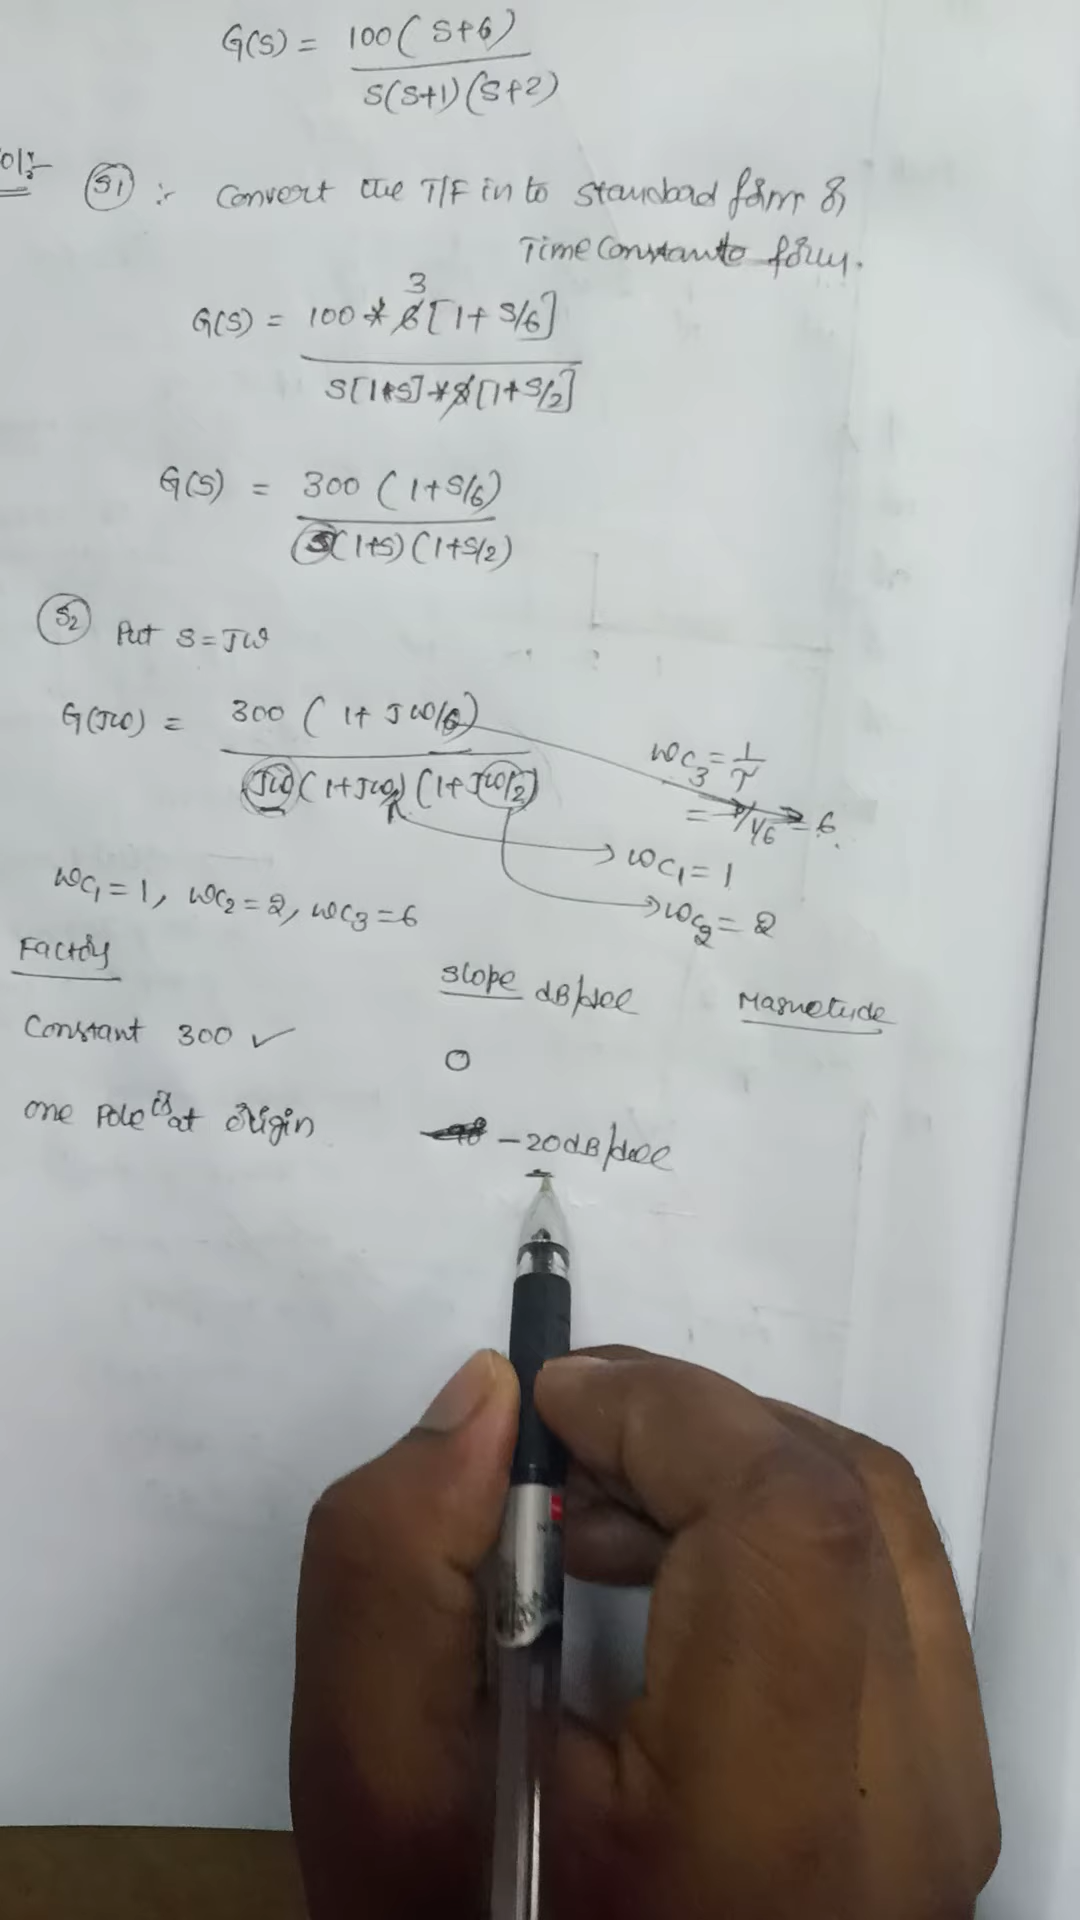 G(S) = 100(S+6)
S(S+1)(S+2)
Sol:-
S1 :- Convert the T/F in to Standard form &
Time Constants form.
3
G(S) = 100 * 6[1+S/6]
S[1+S]*2[1+S/2]
G(S) = 300 (1+S/6)
S(1+S)(1+S/2)
S2 Put S=Jω
G(Jω) = 300 (1+Jω/6)
Jω(1+Jω)(1+Jω/2)
ωC3 = 1/T
= 1/1/6 = 6.
ωC1 = 1
ωC2 = 2
ωC1 = 1, ωC2 = 2, ωC3 = 6
Factor Slope dB/dec Magnetude
Constant 300 ✓ 0
one Pole is at origin -20dB/dec